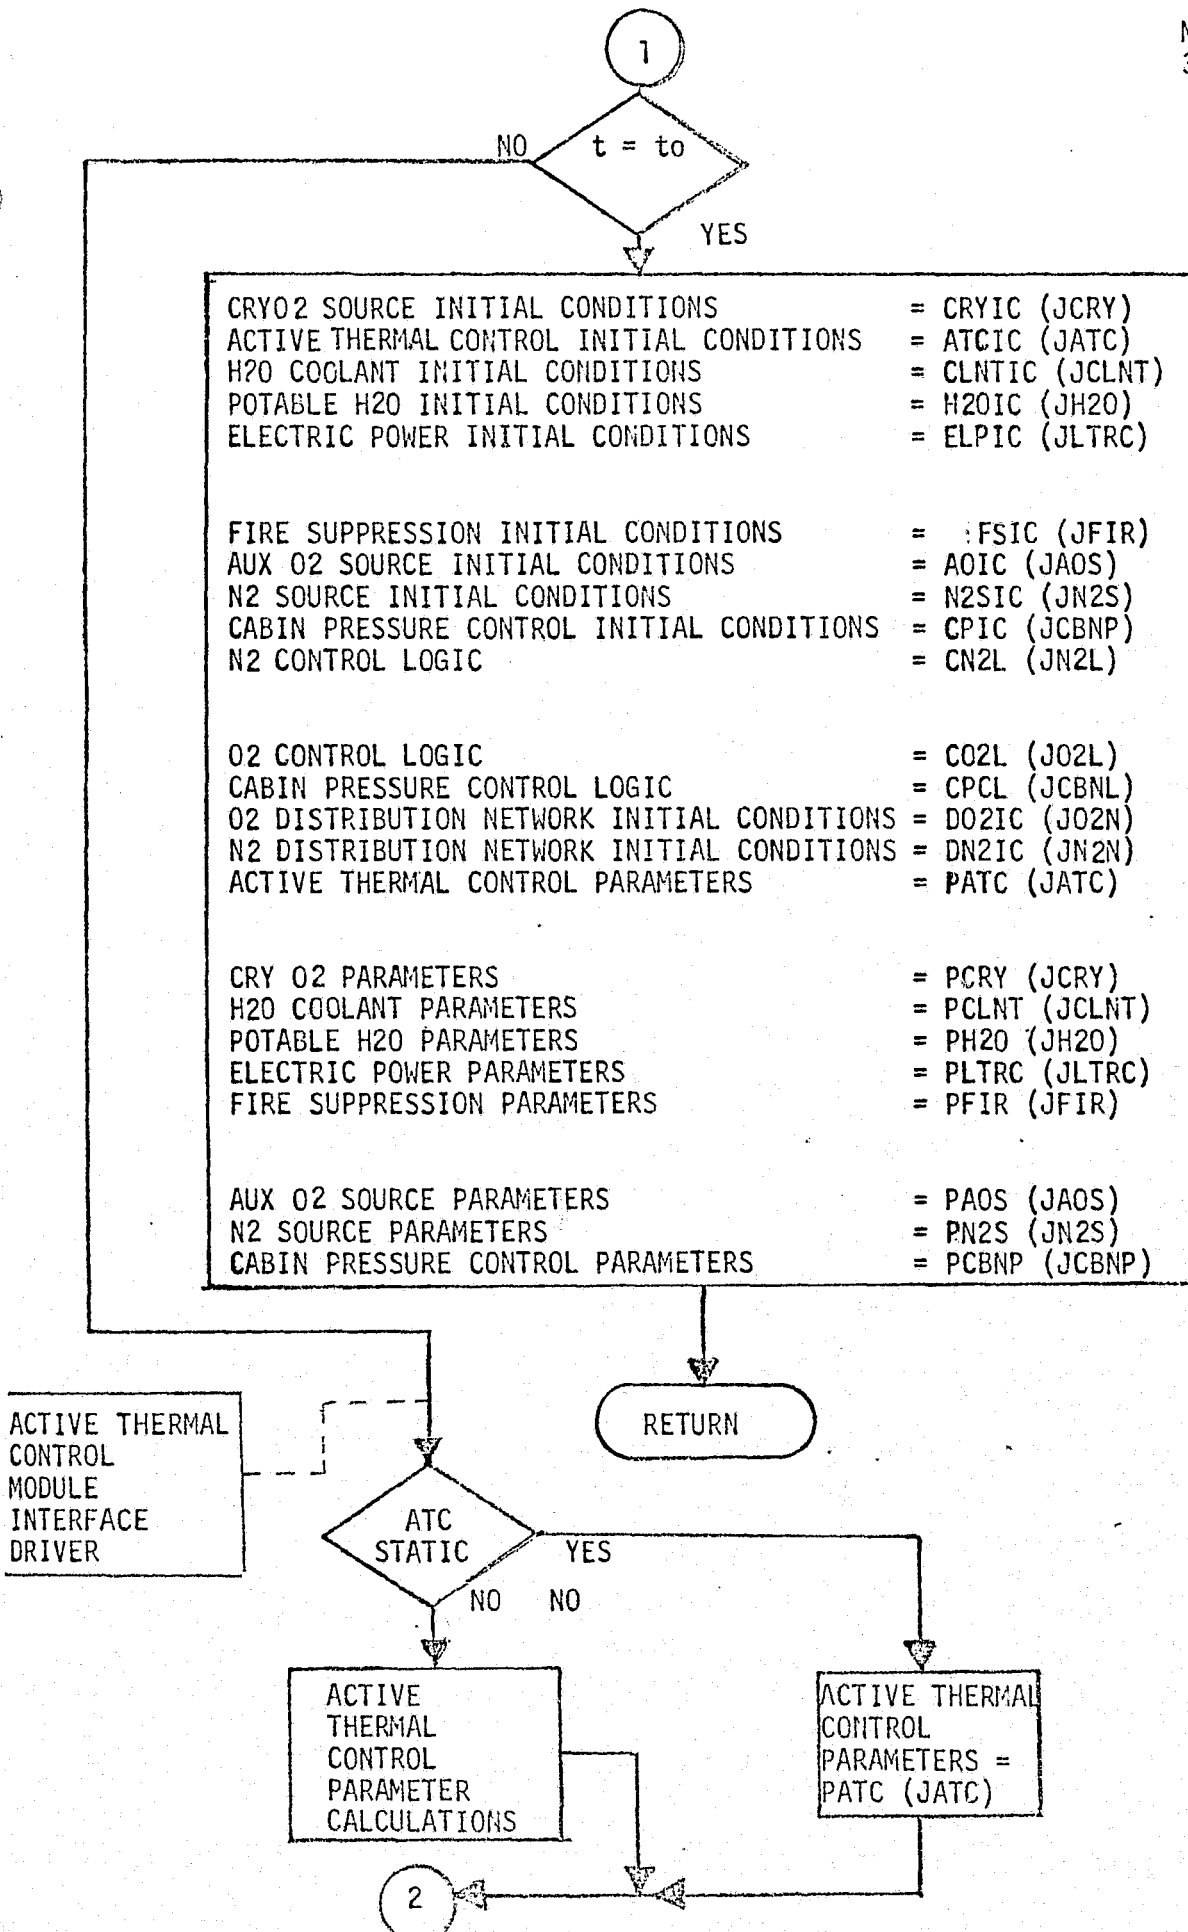 1
t = to
NO
YES
CRYO2 SOURCE INITIAL CONDITIONS = CRYIC (JCRY)
ACTIVE THERMAL CONTROL INITIAL CONDITIONS = ATCIC (JATC)
H2O COOLANT INITIAL CONDITIONS = CLNTIC (JCLNT)
POTABLE H2O INITIAL CONDITIONS = H2OIC (JH2O)
ELECTRIC POWER INITIAL CONDITIONS = ELPIC (JLTRC)
FIRE SUPPRESSION INITIAL CONDITIONS = FSIC (JFIR)
AUX O2 SOURCE INITIAL CONDITIONS = AOIC (JAOS)
N2 SOURCE INITIAL CONDITIONS = N2SIC (JN2S)
CABIN PRESSURE CONTROL INITIAL CONDITIONS = CPIC (JCBNP)
N2 CONTROL LOGIC = CN2L (JN2L)
O2 CONTROL LOGIC = CO2L (JO2L)
CABIN PRESSURE CONTROL LOGIC = CPCL (JCBNL)
O2 DISTRIBUTION NETWORK INITIAL CONDITIONS = DO2IC (JO2N)
N2 DISTRIBUTION NETWORK INITIAL CONDITIONS = DN2IC (JN2N)
ACTIVE THERMAL CONTROL PARAMETERS = PATC (JATC)
CRY O2 PARAMETERS = PCRY (JCRY)
H2O COOLANT PARAMETERS = PCLNT (JCLNT)
POTABLE H2O PARAMETERS = PH2O (JH2O)
ELECTRIC POWER PARAMETERS = PLTRC (JLTRC)
FIRE SUPPRESSION PARAMETERS = PFIR (JFIR)
AUX O2 SOURCE PARAMETERS = PAOS (JAOS)
N2 SOURCE PARAMETERS = PN2S (JN2S)
CABIN PRESSURE CONTROL PARAMETERS = PCBNP (JCBNP)
RETURN
ACTIVE THERMAL
CONTROL
MODULE
INTERFACE
DRIVER
ATC
STATIC
YES
NO NO
ACTIVE
THERMAL
CONTROL
PARAMETER
CALCULATIONS
ACTIVE THERMAL
CONTROL
PARAMETERS =
PATC (JATC)
2